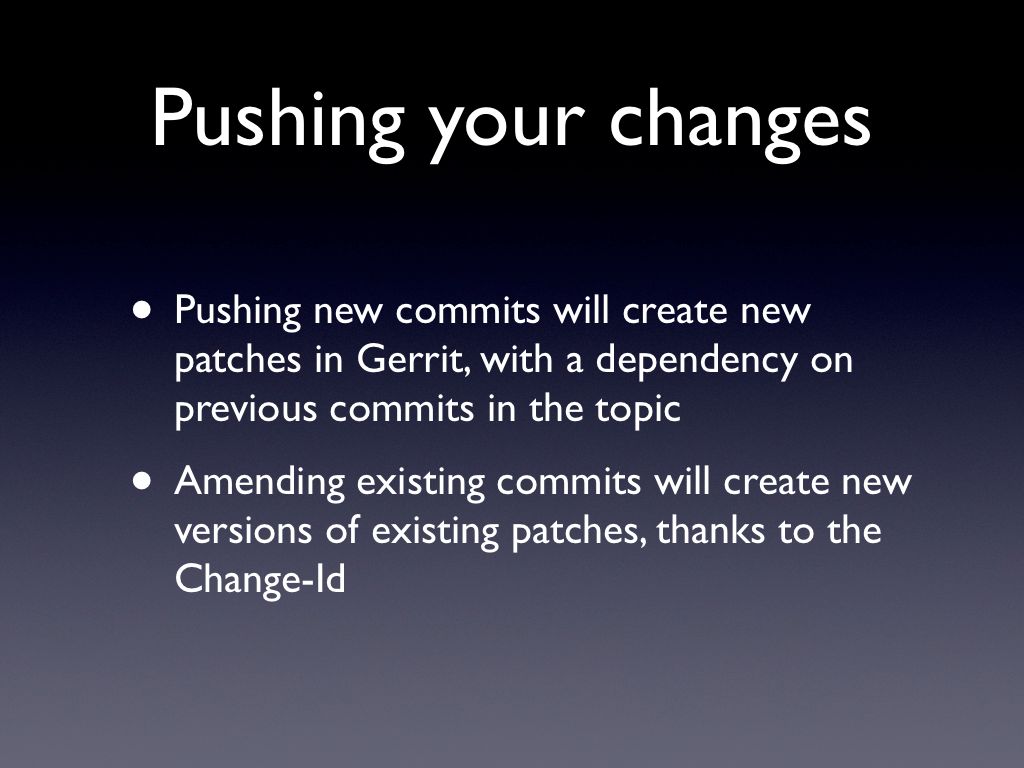 Pushing your changes
• Pushing new commits will create new
patches in Gerrit, with a dependency on
previous commits in the topic
• Amending existing commits will create new
versions of existing patches, thanks to the
Change-Id